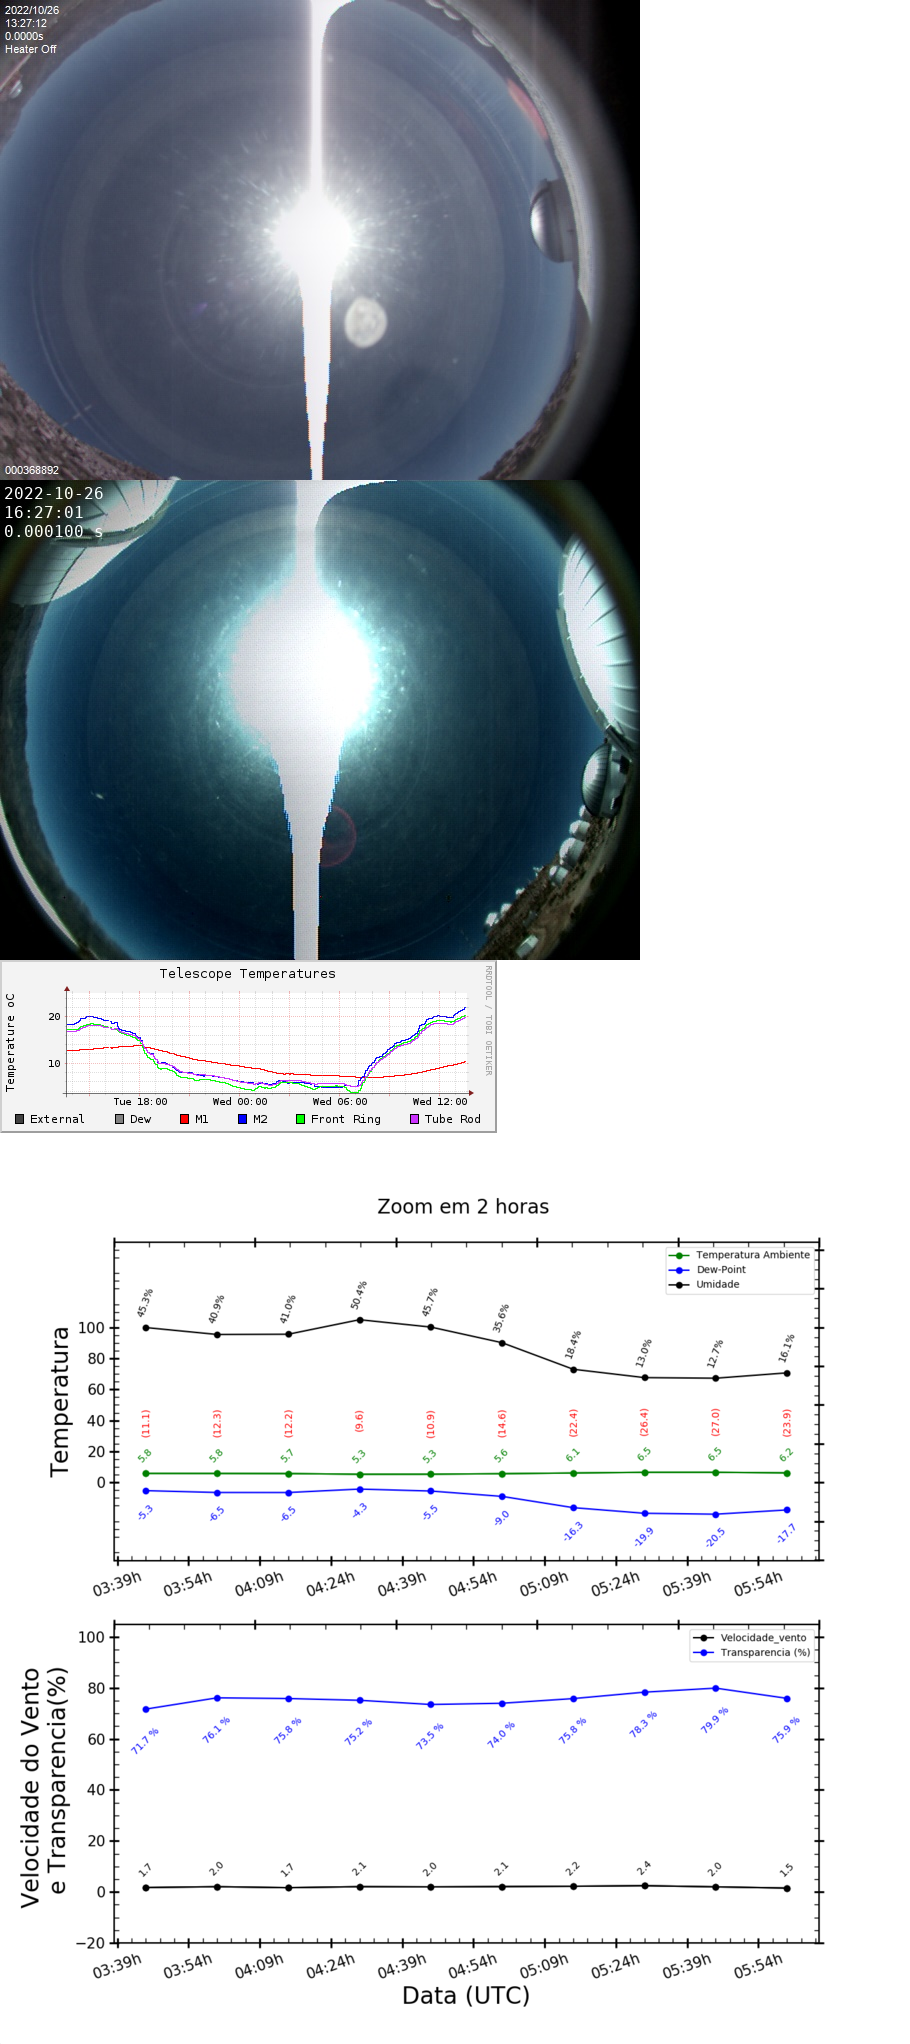 2022/10/26
13:27:12
0.0000s
Heater Off
000368892
2022-10-26
16:27:01
0.000100 s
Telescope Temperatures
RRDTOOL / TOBI OETIKER
Temperature oC
20
10
Tue 18:00 Wed 00:00 Wed 06:00 Wed 12:00
External Dew M1 M2 Front Ring Tube Rod
Zoom em 2 horas
Temperatura Ambiente
Dew-Point
Umidade
Temperatura
100
80
60
40
20
0
45.3% 40.9% 41.0% 50.4% 45.7% 35.6% 18.4% 13.0% 12.7% 16.1%
(11.1) (12.3) (12.2) (9.6) (10.9) (14.6) (22.4) (26.4) (27.0) (23.9)
5.8 5.8 5.7 5.3 5.3 5.6 6.1 6.5 6.5 6.2
-5.3 -6.5 -6.5 -4.3 -5.5 -9.0 -16.3 -19.9 -20.5 -17.7
03:39h 03:54h 04:09h 04:24h 04:39h 04:54h 05:09h 05:24h 05:39h 05:54h
Velocidade_vento
Transparencia (%)
Velocidade do Vento
e Transparencia(%)
100
80
60
40
20
0
−20
71.7 % 76.1 % 75.8 % 75.2 % 73.5 % 74.0 % 75.8 % 78.3 % 79.9 % 75.9 %
1.7 2.0 1.7 2.1 2.0 2.1 2.2 2.4 2.0 1.5
03:39h 03:54h 04:09h 04:24h 04:39h 04:54h 05:09h 05:24h 05:39h 05:54h
Data (UTC)